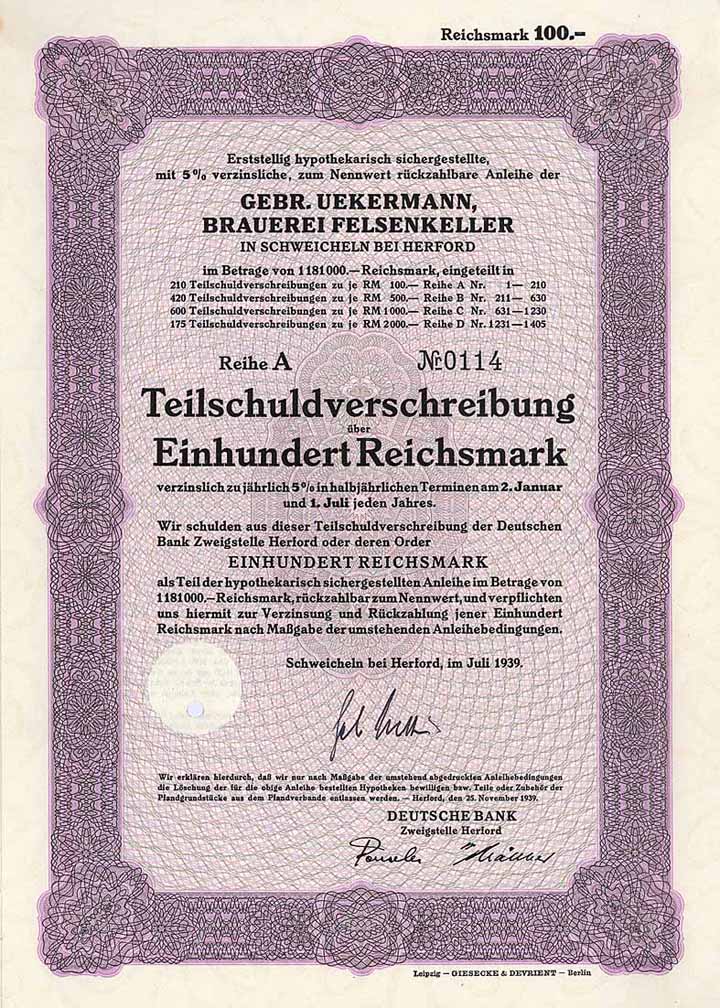 Reichsmark 100.–
Erststellig hypothekarisch sichergestellte,
mit 5% verzinsliche, zum Nennwert rückzahlbare Anleihe der
GEBR. UEKERMANN,
BRAUEREI FELSENKELLER
IN SCHWEICHELN BEI HERFORD
im Betrage von 1181000.—Reichsmark, eingeteilt in
210 Teilschuldverschreibungen zu je RM 100.— Reihe A Nr. 1— 210
420 Teilschuldverschreibungen zu je RM 500.— Reihe B Nr. 211— 630
600 Teilschuldverschreibungen zu je RM 1000.— Reihe C Nr. 631—1230
175 Teilschuldverschreibungen zu je RM 2000.— Reihe D Nr. 1231—1405
Reihe A № 0114
Teilschuldverschreibung
über
Einhundert Reichsmark
verzinslich zu jährlich 5% in halbjährlichen Terminen am 2. Januar
und 1. Juli jeden Jahres.
Wir schulden aus dieser Teilschuldverschreibung der Deutschen
Bank Zweigstelle Herford oder deren Order
EINHUNDERT REICHSMARK
als Teil der hypothekarisch sichergestellten Anleihe im Betrage von
1181000.—Reichsmark, rückzahlbar zum Nennwert, und verpflichten
uns hiermit zur Verzinsung und Rückzahlung jener Einhundert
Reichsmark nach Maßgabe der umstehenden Anleihebedingungen.
Schweicheln bei Herford, im Juli 1939.
Wir erklären hierdurch, daß wir nur nach Maßgabe der umstehend abgedruckten Anleihebedingungen
die Löschung der für die obige Anleihe bestellten Hypotheken bewilligen bzw. Teile oder Zubehör der
Pfandgrundstücke aus dem Pfandverbande entlassen werden. — Herford, den 25. November 1939.
DEUTSCHE BANK
Zweigstelle Herford
Leipzig — GIESECKE & DEVRIENT — Berlin